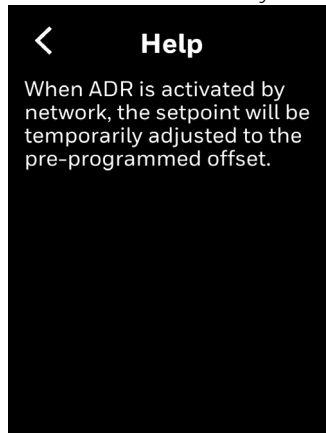 Help
When ADR is activated by
network, the setpoint will be
temporarily adjusted to the
pre-programmed offset.